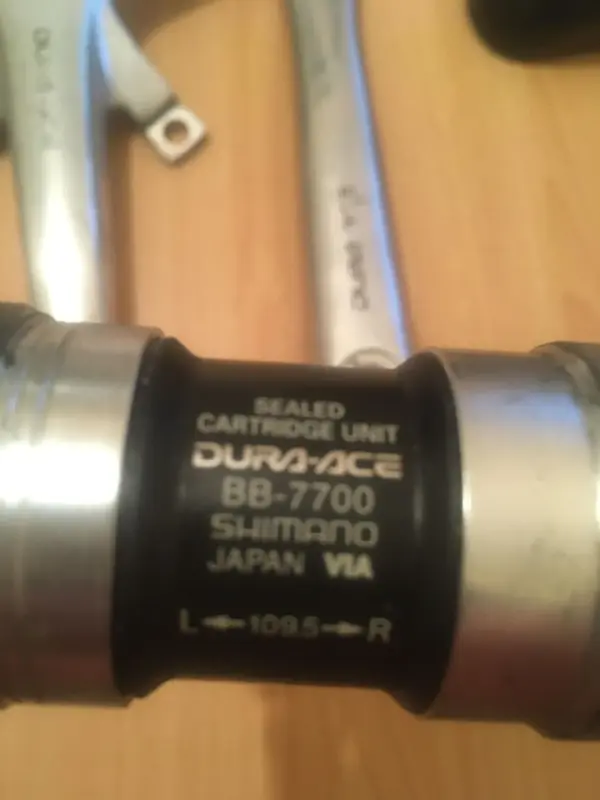 SEALED
CARTRIDGE UNIT
DURA-ACE
BB-7700
SHIMANO
JAPAN VIA
L ←109.5→ R